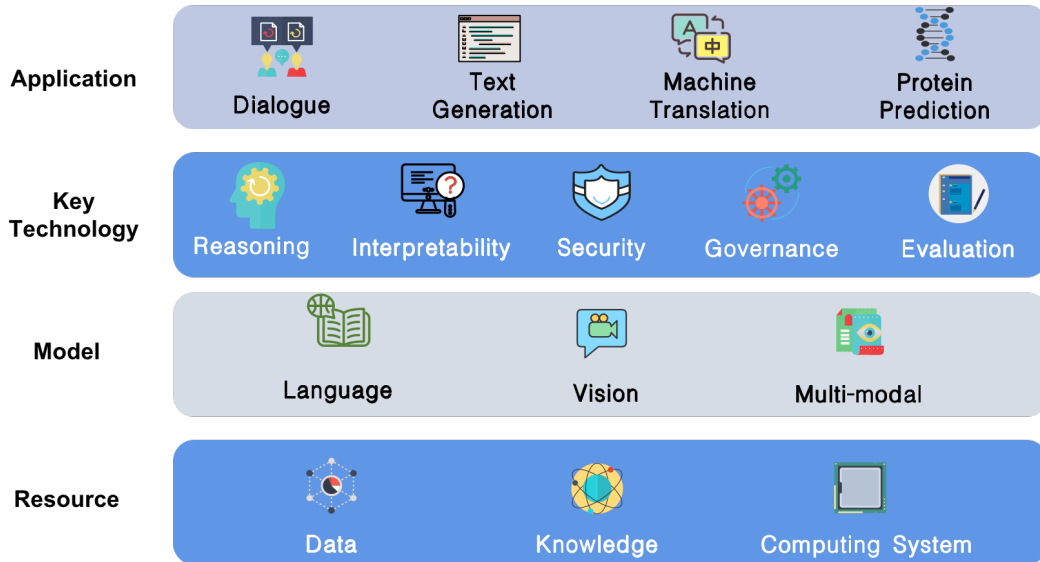 Application
Dialogue
Text
Generation
A
中
Machine
Translation
Protein
Prediction
Key
Technology
Reasoning
?
Interpretability
Security
Governance
Evaluation
Model
Language
Vision
Multi-modal
Resource
Data
Knowledge
Computing System